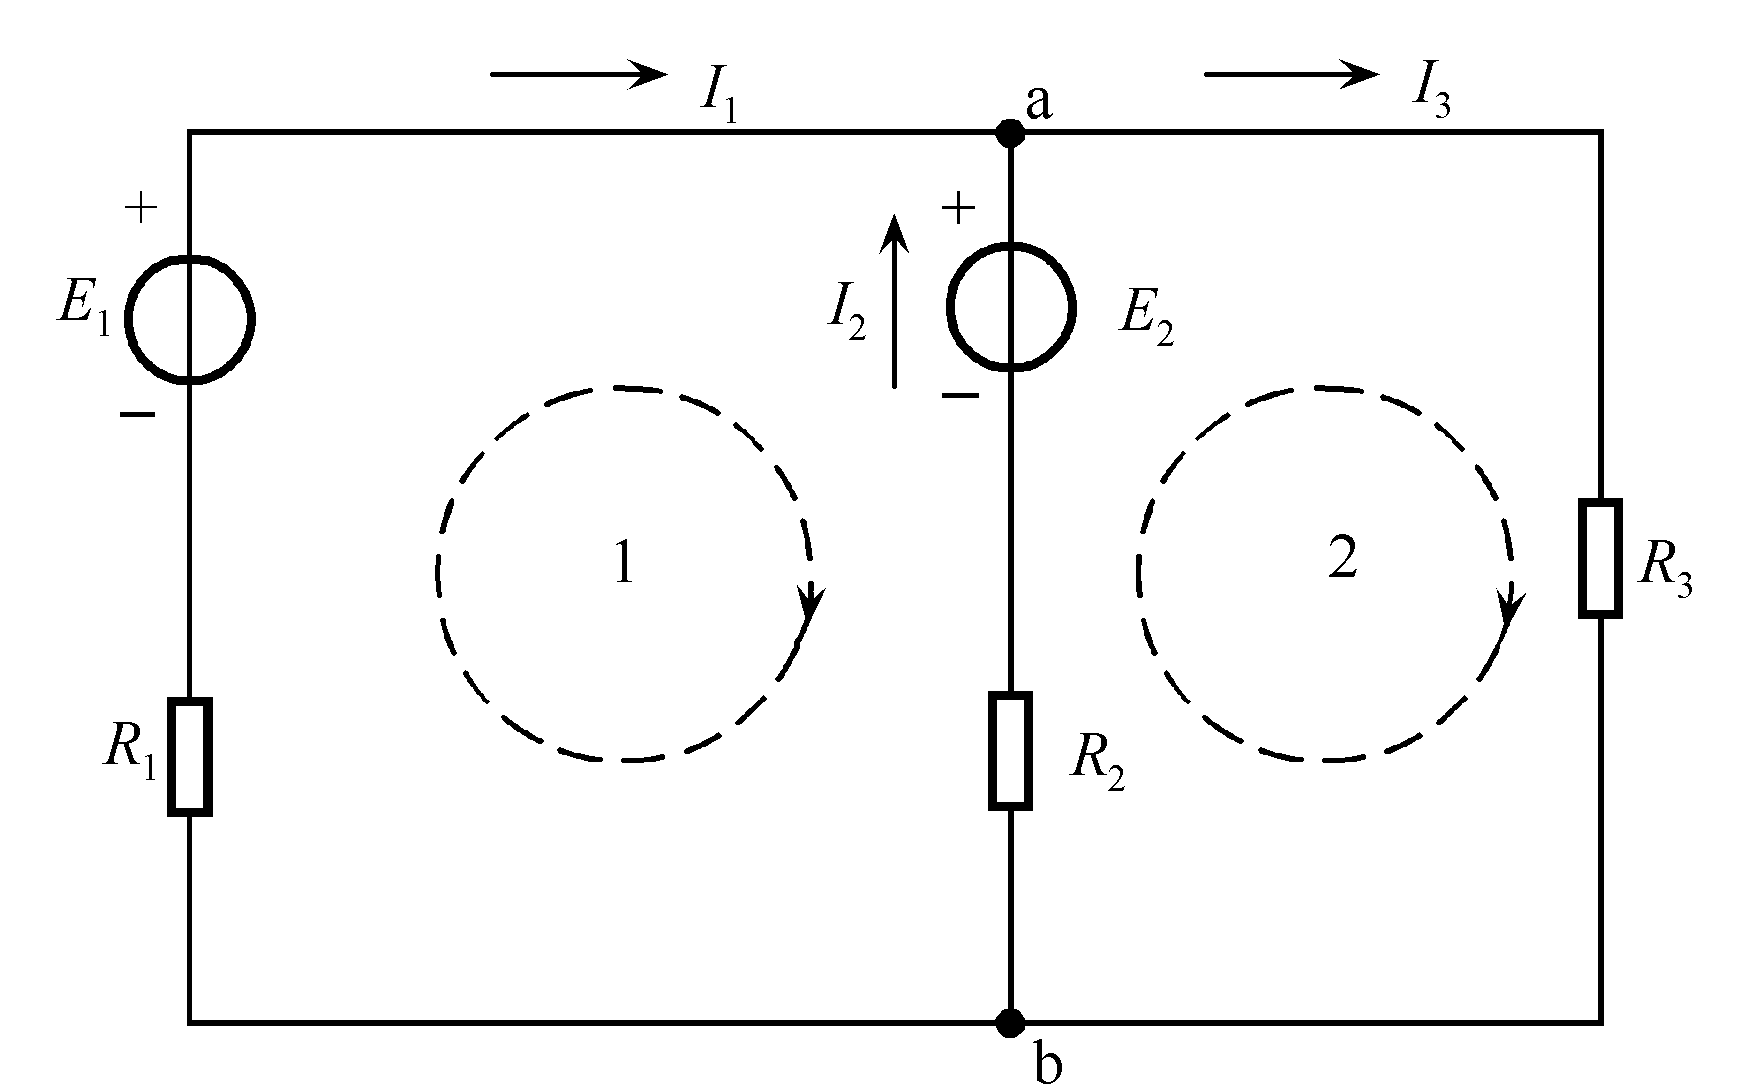 I₁
a
I₃
+
+
E₁
I₂
E₂
−
−
1
2
R₃
R₁
R₂
b